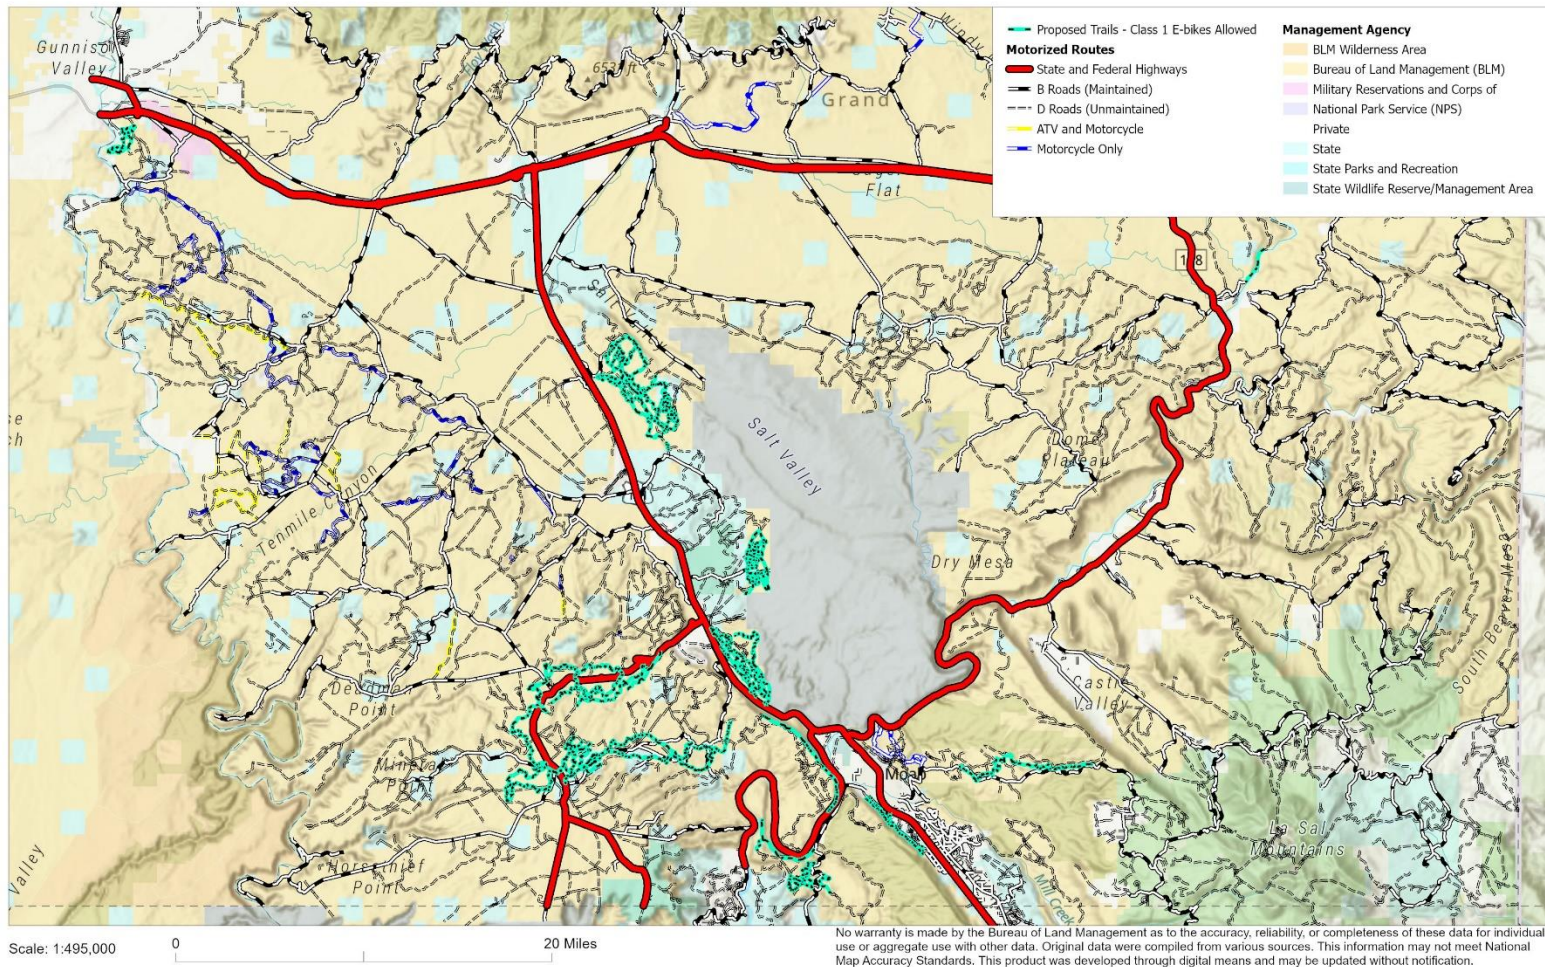 Proposed Trails - Class 1 E-bikes Allowed
Motorized Routes
State and Federal Highways
B Roads (Maintained)
D Roads (Unmaintained)
ATV and Motorcycle
Motorcycle Only
Management Agency
BLM Wilderness Area
Bureau of Land Management (BLM)
Military Reservations and Corps of
National Park Service (NPS)
Private
State
State Parks and Recreation
State Wildlife Reserve/Management Area
Gunnison
Valley
Grand
Flat
Salt Valley
Dome
Plateau
Tenmile Canyon
Dry Mesa
Castle
Valley
Deadman
Point
Mineral
Point
Moab
La Sal
Mountains
Horsethief
Point
Valley
Mill Creek
Scale: 1:495,000
0
20 Miles
No warranty is made by the Bureau of Land Management as to the accuracy, reliability, or completeness of these data for individual
use or aggregate use with other data. Original data were compiled from various sources. This information may not meet National
Map Accuracy Standards. This product was developed through digital means and may be updated without notification.